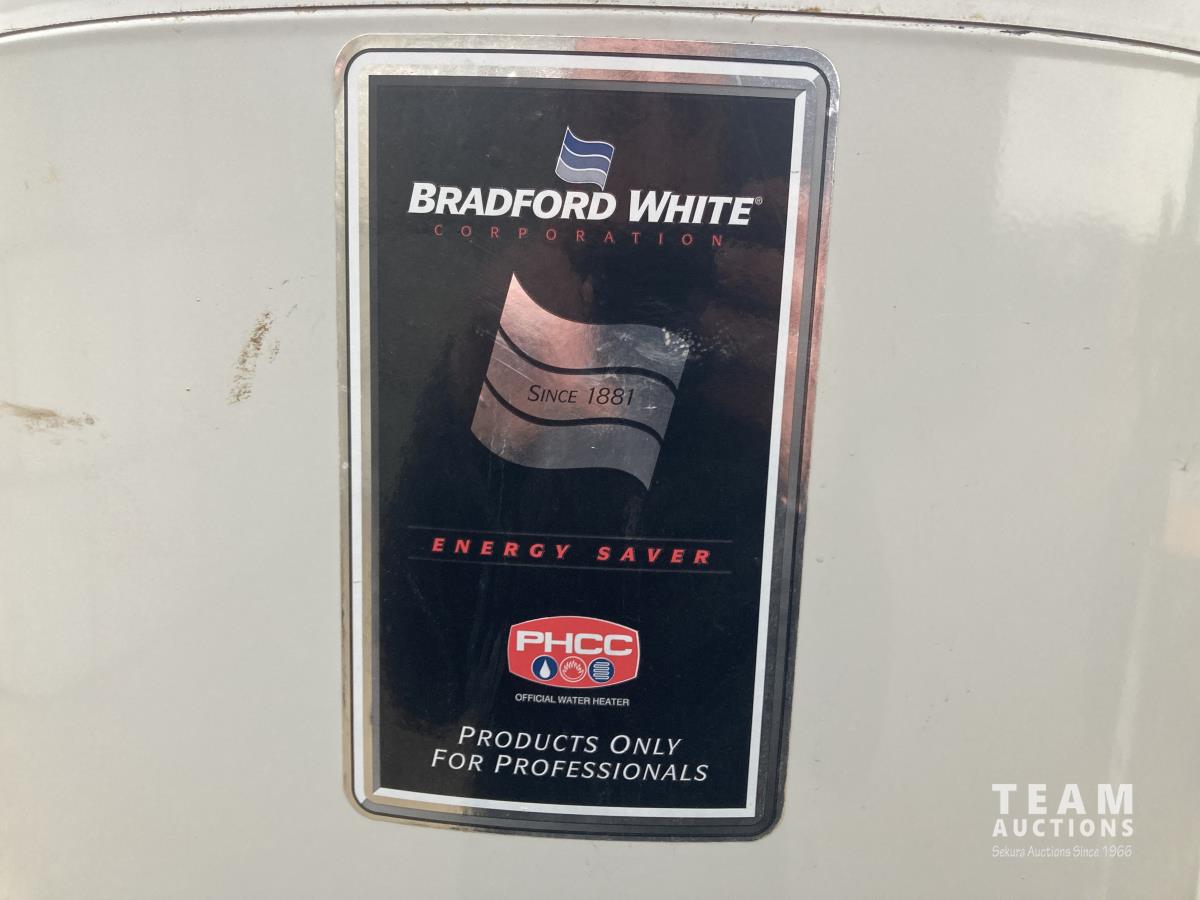 BRADFORD WHITE®
CORPORATION
SINCE 1881
ENERGY SAVER
PHCC
OFFICIAL WATER HEATER
PRODUCTS ONLY
FOR PROFESSIONALS
TEAM
AUCTIONS
Sekura Auctions Since 1966